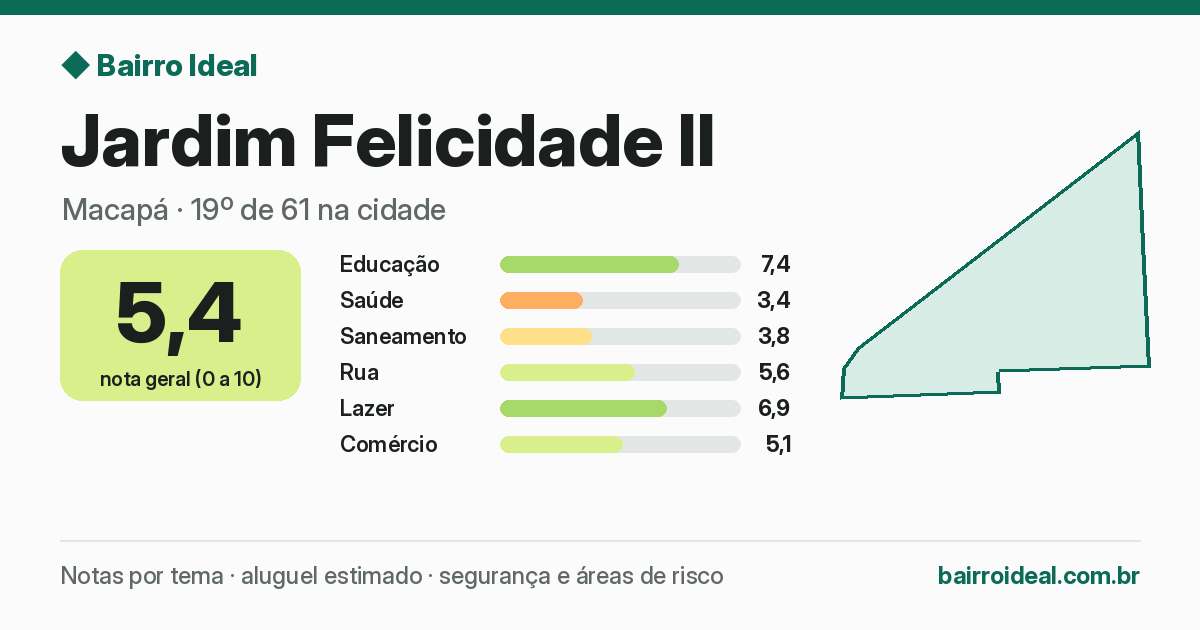 Bairro Ideal
Jardim Felicidade II
Macapá · 19º de 61 na cidade
5,4
nota geral (0 a 10)
Educação 7,4
Saúde 3,4
Saneamento 3,8
Rua 5,6
Lazer 6,9
Comércio 5,1
Notas por tema · aluguel estimado · segurança e áreas de risco
bairroideal.com.br